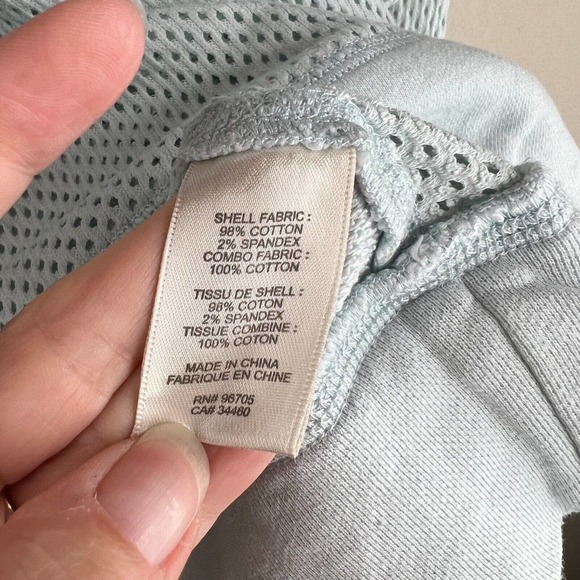 SHELL FABRIC :
98% COTTON
2% SPANDEX
COMBO FABRIC :
100% COTTON
TISSU DE SHELL :
98% COTON
2% SPANDEX
TISSUE COMBINE :
100% COTON
MADE IN CHINA
FABRIQUE EN CHINE
RN# 96705
CA# 34460